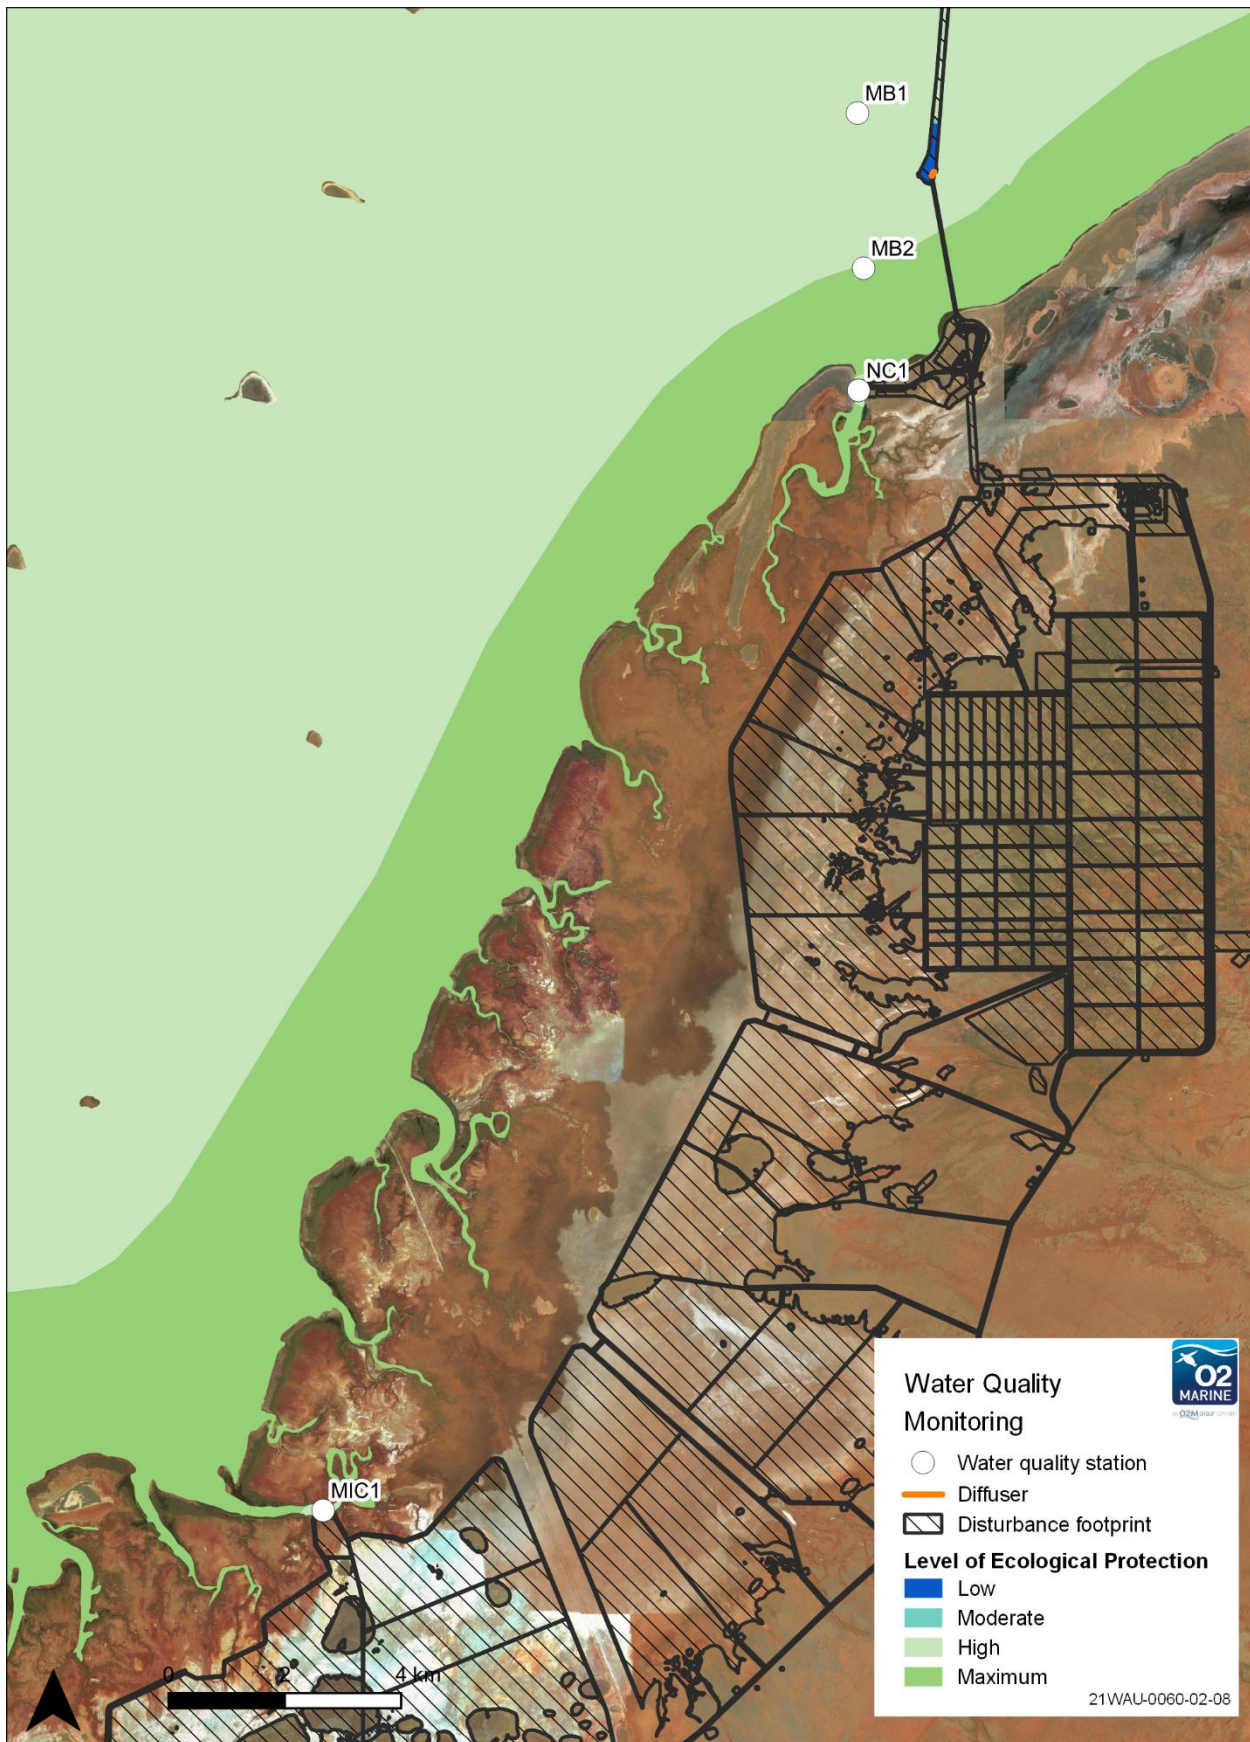 MB1
MB2
NC1
MIC1
0 2 4 km
Water Quality
Monitoring
O2
MARINE
Water quality station
Diffuser
Disturbance footprint
Level of Ecological Protection
Low
Moderate
High
Maximum
21WAU-0060-02-08